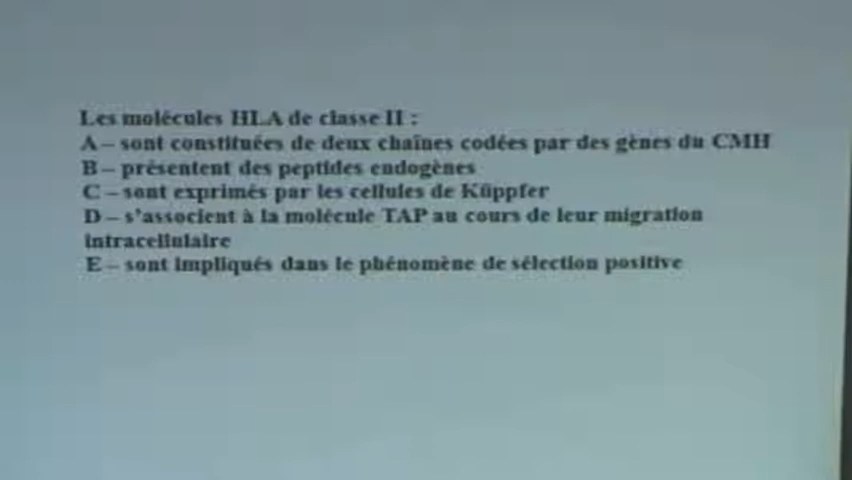 Les molécules HLA de classe II :
A – sont constituées de deux chaînes codées par des gènes du CMH
B – présentent des peptides endogènes
C – sont exprimés par les cellules de Küppfer
D – s'associent à la molécule TAP au cours de leur migration
intracellulaire
E – sont impliqués dans le phénomène de sélection positive